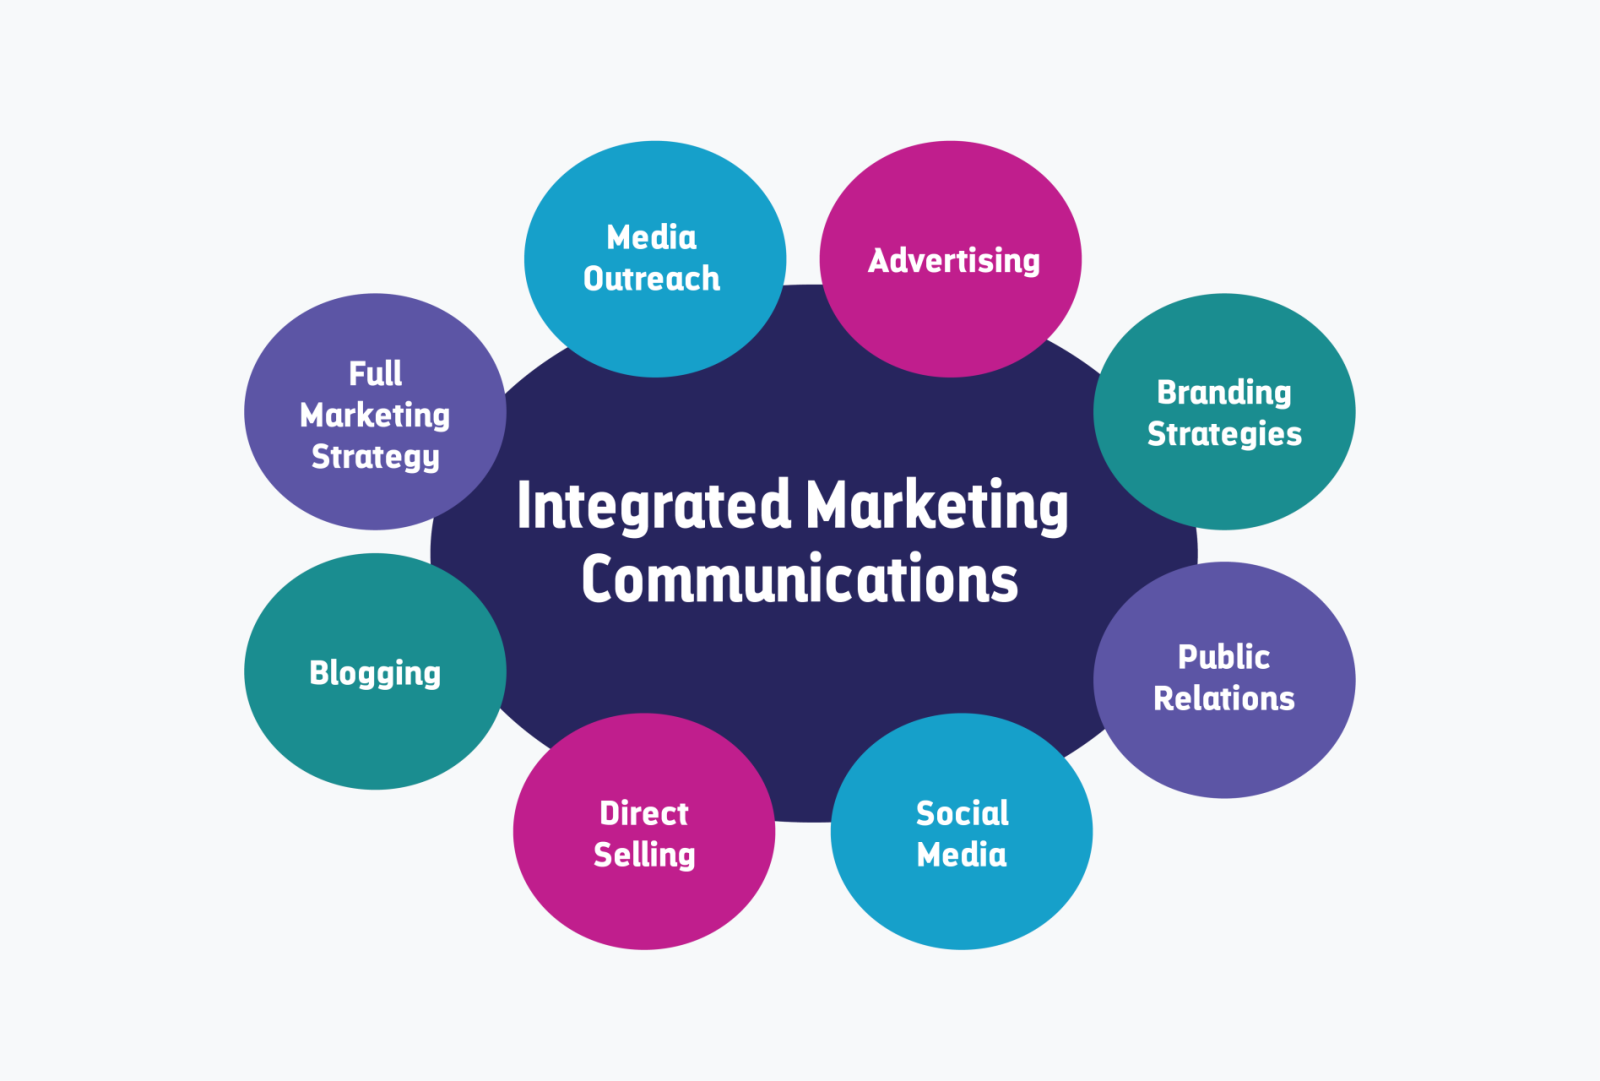 Media
Outreach
Advertising
Full
Marketing
Strategy
Branding
Strategies
Integrated Marketing
Communications
Blogging
Public
Relations
Direct
Selling
Social
Media